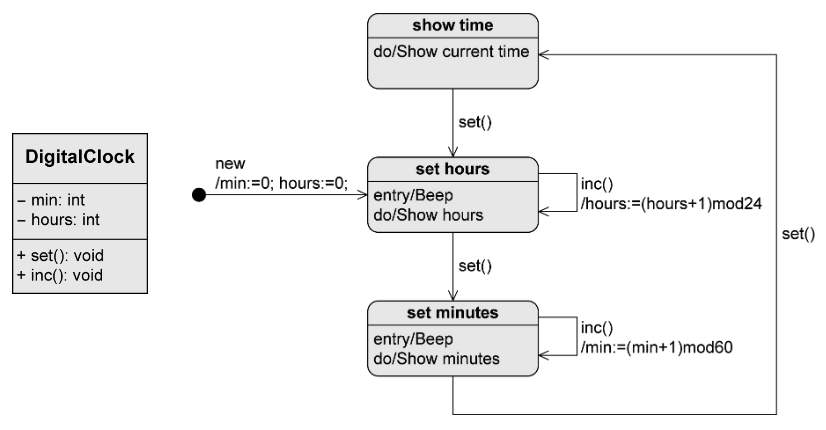 show time
do/Show current time
set()
DigitalClock
– min: int
– hours: int
+ set(): void
+ inc(): void
new
/min:=0; hours:=0;
set hours
entry/Beep
do/Show hours
inc()
/hours:=(hours+1)mod24
set()
set()
set minutes
entry/Beep
do/Show minutes
inc()
/min:=(min+1)mod60